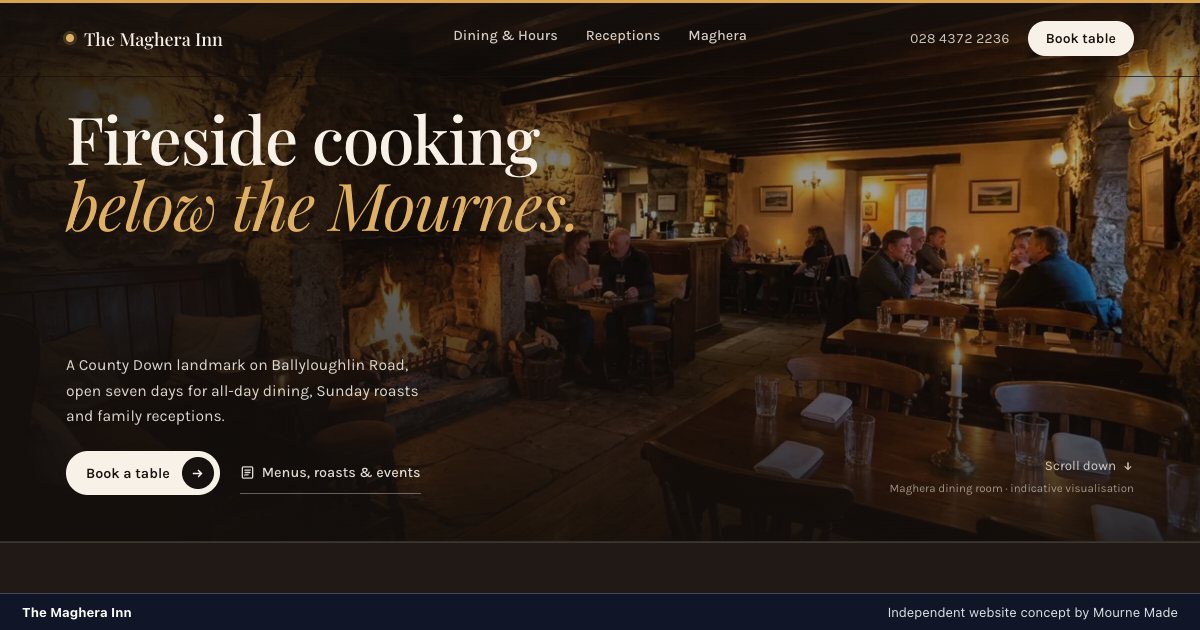 The Maghera Inn
Dining & Hours
Receptions
Maghera
028 4372 2236
Book table
Fireside cooking
below the Mournes.
A County Down landmark on Ballyloughlin Road,
open seven days for all-day dining, Sunday roasts
and family receptions.
Book a table
Menus, roasts & events
Scroll down
Maghera dining room · indicative visualisation
The Maghera Inn
Independent website concept by Mourne Made